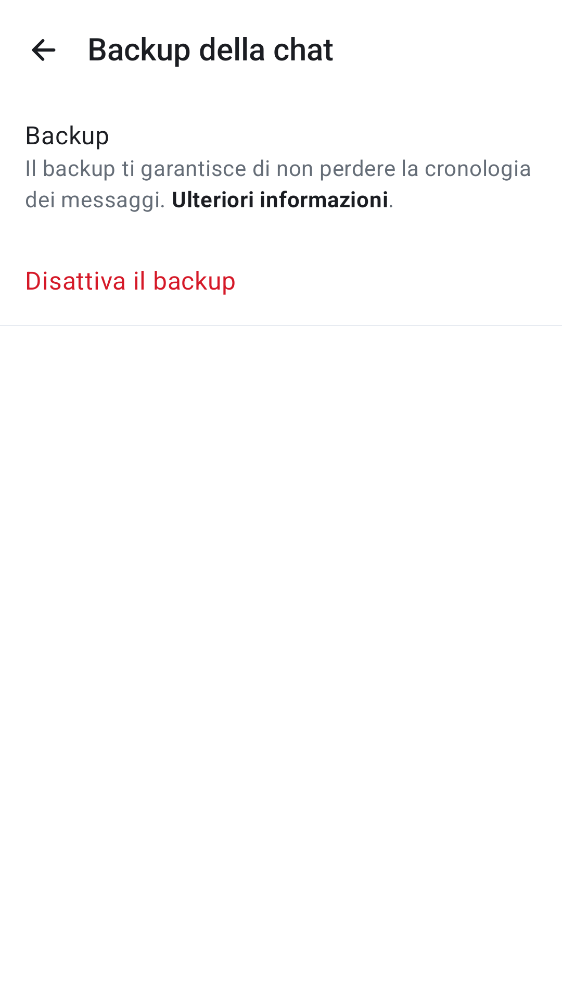 Backup della chat
Backup
Il backup ti garantisce di non perdere la cronologia
dei messaggi. Ulteriori informazioni.
Disattiva il backup